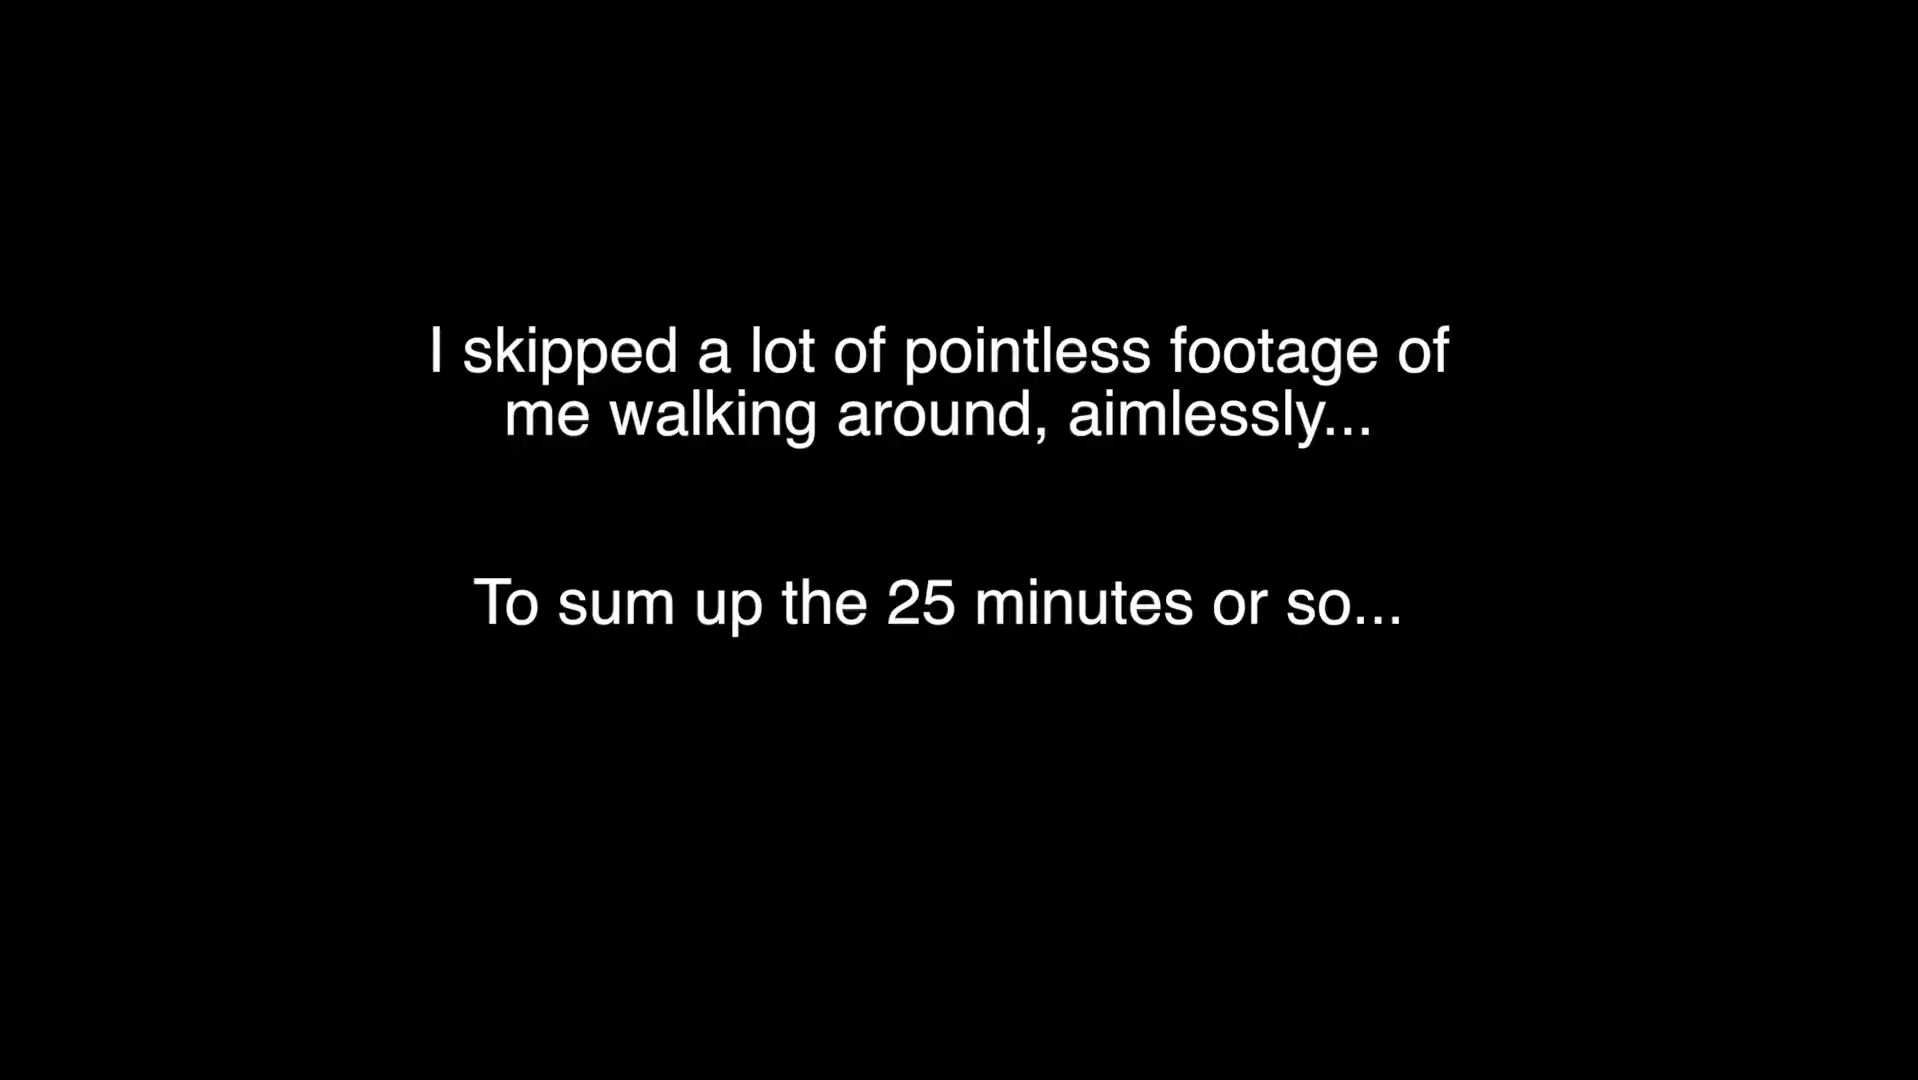 I skipped a lot of pointless footage of
me walking around, aimlessly...
To sum up the 25 minutes or so...